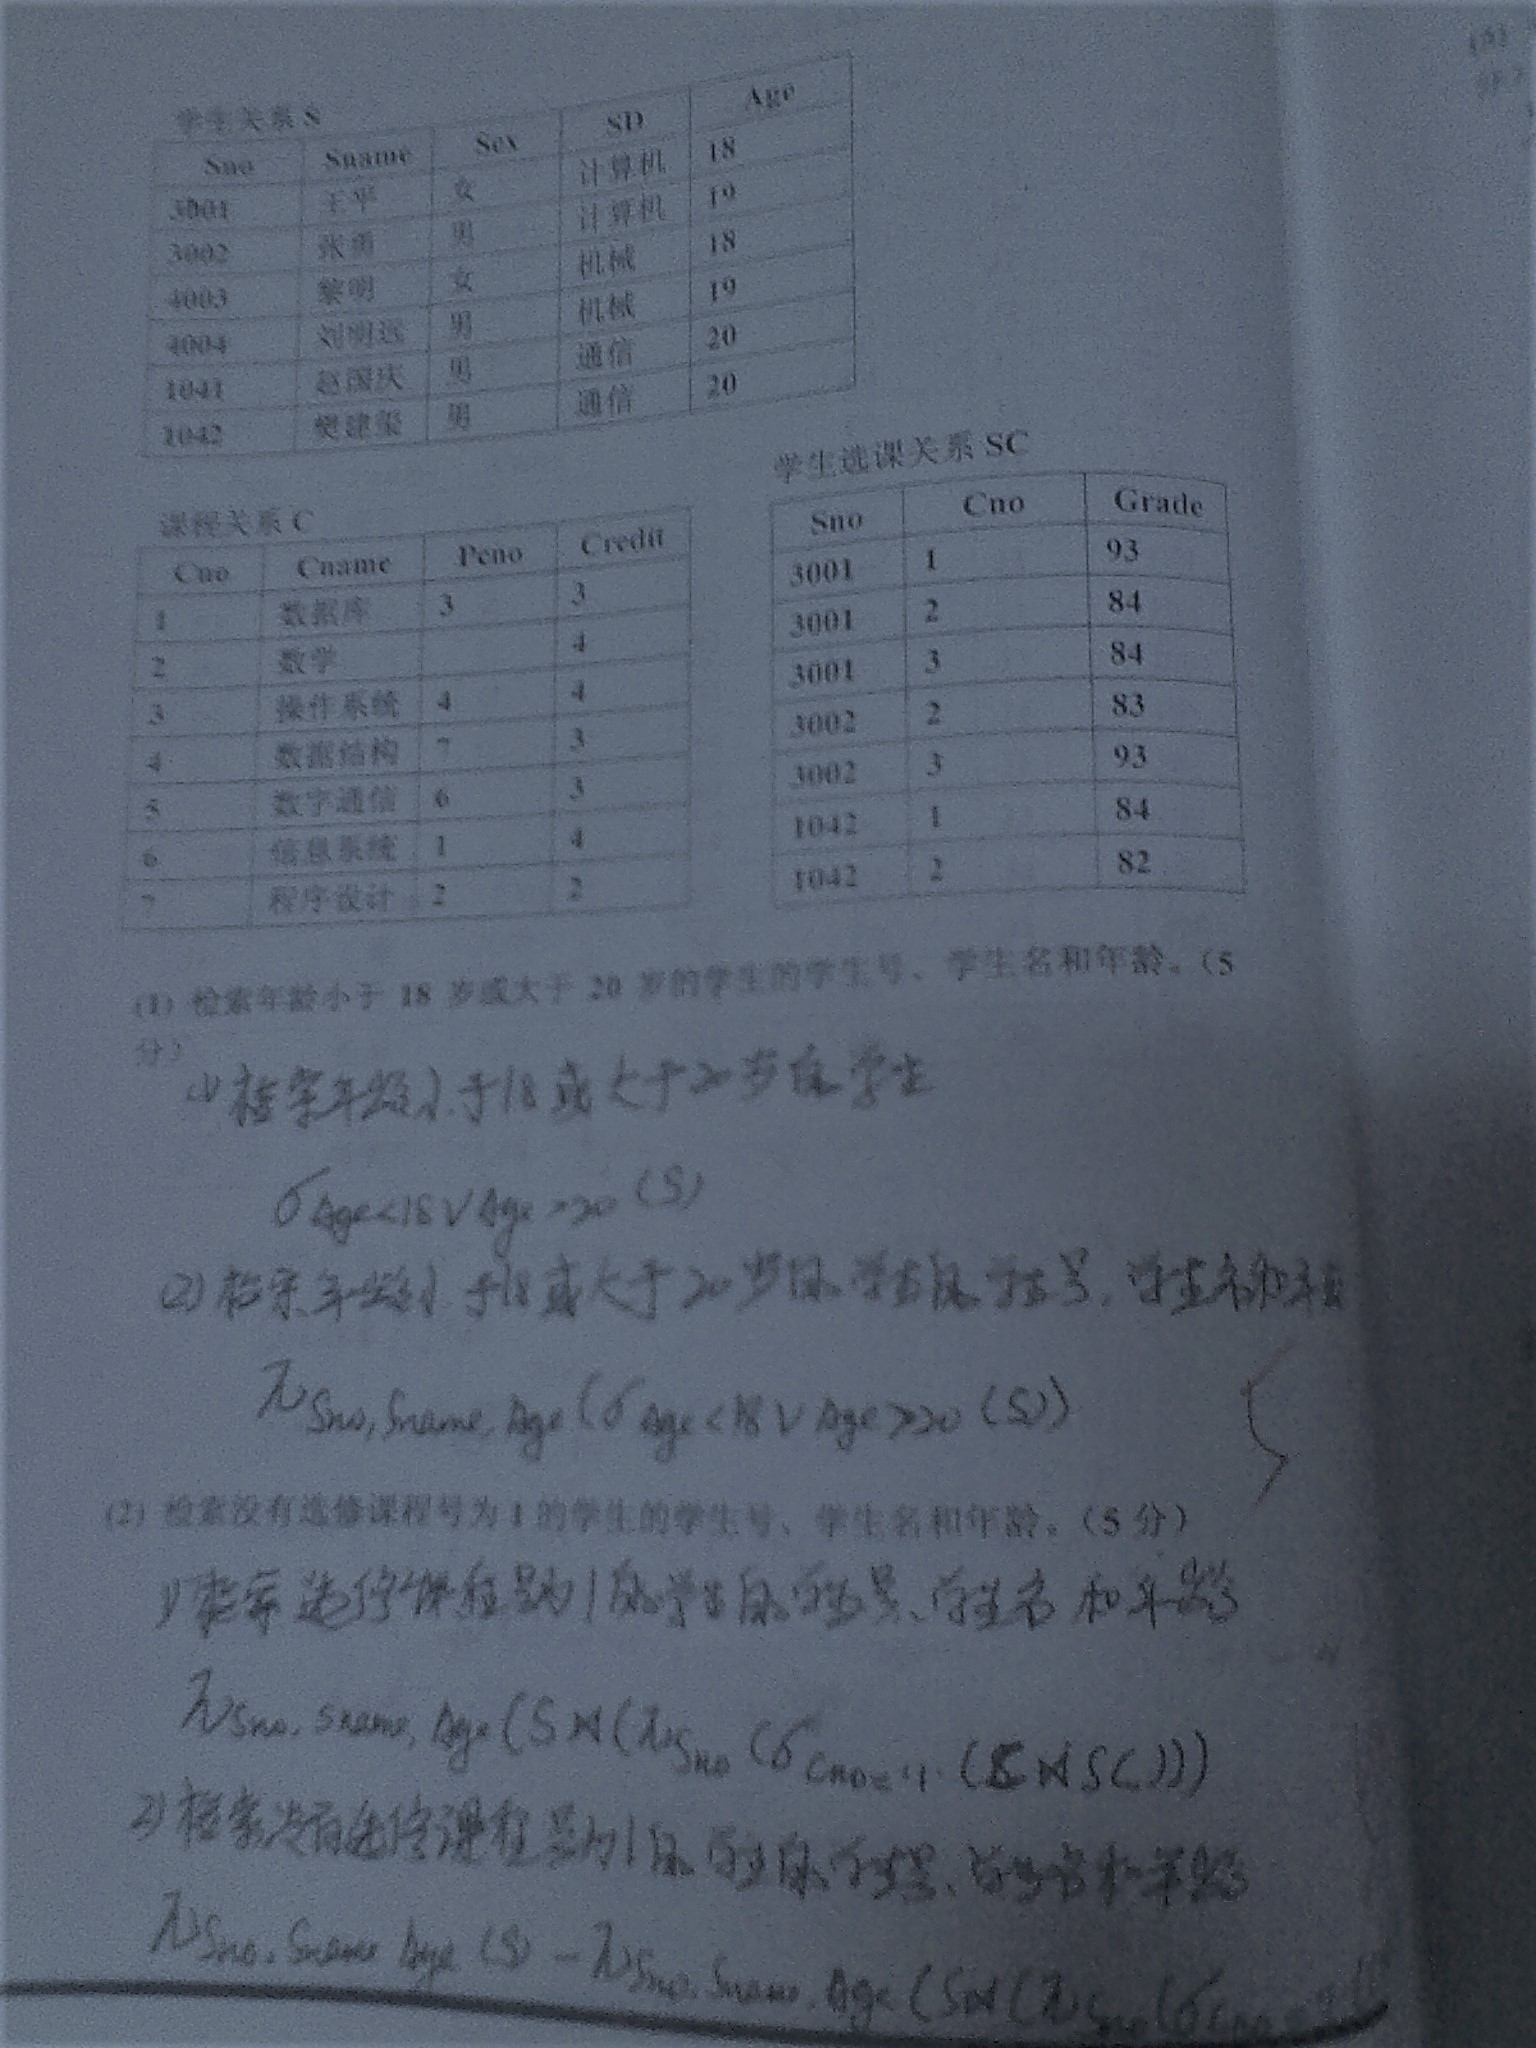 学生关系 S
Sno Sname Sex SD Age
3001 王平 女 计算机 18
3002 张勇 男 计算机 19
4003 黎明 女 机械 18
4004 刘明远 男 机械 19
1041 赵国庆 男 通信 20
1042 樊建玺 男 通信 20
学生选课关系 SC
Sno Cno Grade
3001 1 93
3001 2 84
3001 3 84
3002 2 83
3002 3 93
1042 1 84
1042 2 82
课程关系 C
Cno Cname Pcno Credit
1 数据库 3 3
2 数学 4
3 操作系统 4 4
4 数据结构 7 3
5 数字通信 6 3
6 信息系统 1 4
7 程序设计 2 2
(1) 检索年龄小于 18 岁或大于 20 岁的学生的学生号、学生名和年龄。(5
分)
1) 检索年龄小于18或大于20岁的学生
σ Age<18 ∨ Age>20 (S)
2) 检索年龄小于18或大于20岁的学生的学生号、学生名和年龄
π Sno, Sname, Age (σ Age<18 ∨ Age>20 (S))
(2) 检索没有选修课程号为 1 的学生的学生号、学生名和年龄。(5 分)
1) 检索选修课程号为1的学生的学生号、学生名和年龄
π Sno, Sname, Age (S⋈(π Sno (σ Cno='1' (C⋈SC)))
2) 检索没有选修课程号为1的学生的学生号、学生名和年龄
π Sno, Sname Age (S) − π Sno, Sname, Age (S⋈(π Sno (σ Cno=